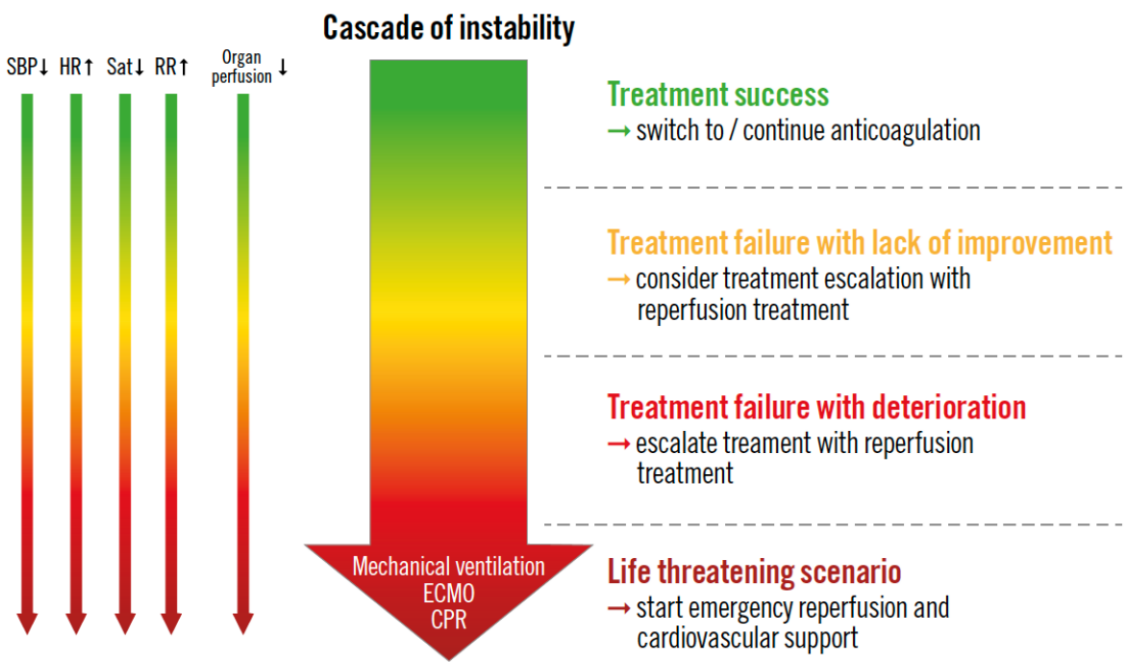 Cascade of instability
SBP↓ HR↑ Sat↓ RR↑ Organ
perfusion ↓
Treatment success
→ switch to / continue anticoagulation
Treatment failure with lack of improvement
→ consider treatment escalation with
reperfusion treatment
Treatment failure with deterioration
→ escalate treament with reperfusion
treatment
Mechanical ventilation
ECMO
CPR
Life threatening scenario
→ start emergency reperfusion and
cardiovascular support